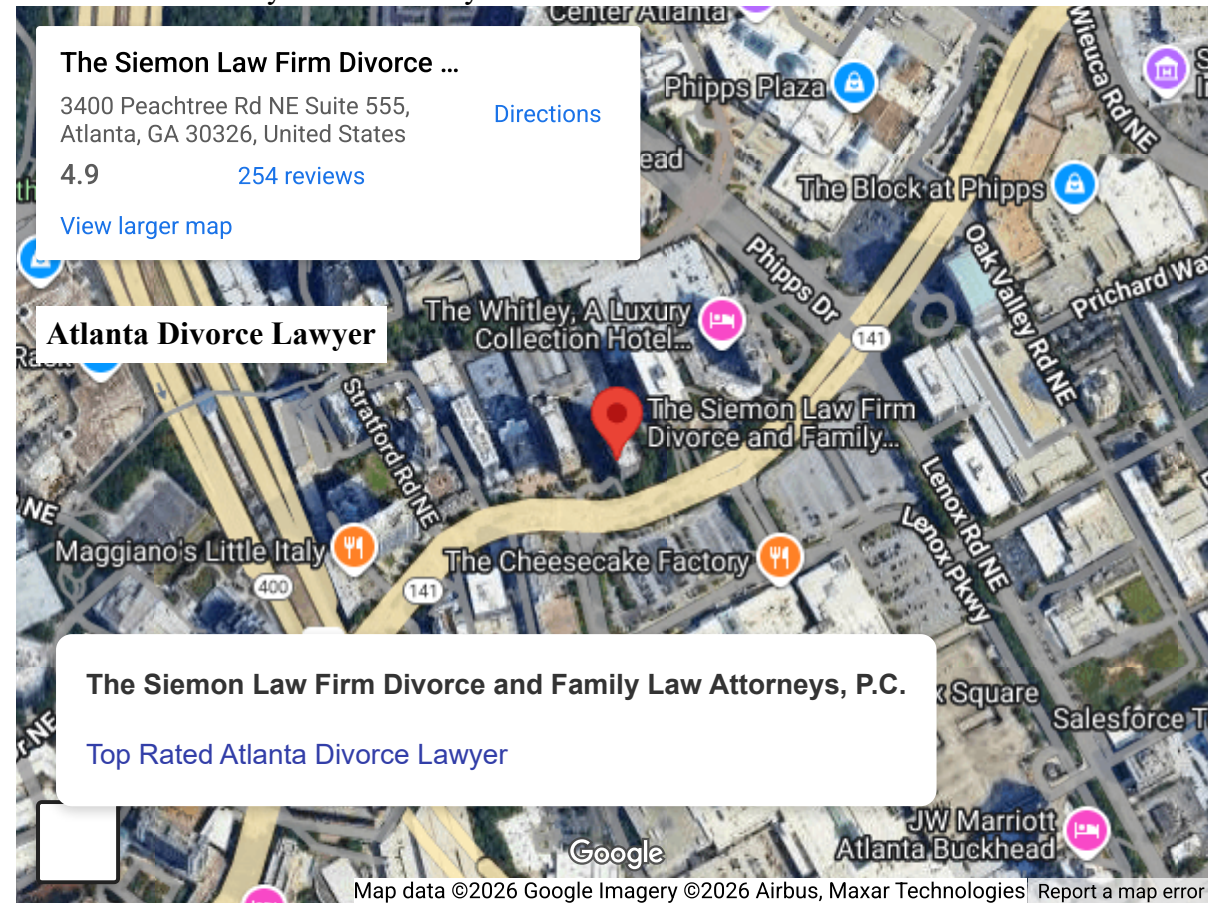 Center Atlanta
The Siemon Law Firm Divorce ...
3400 Peachtree Rd NE Suite 555,
Atlanta, GA 30326, United States
Directions
4.9
254 reviews
View larger map
Phipps Plaza
Wieuca Rd NE
ead
The Block at Phipps
Phipps Dr
Oak Valley Rd NE
Prichard Wa
The Whitley, A Luxury
Collection Hotel...
141
Atlanta Divorce Lawyer
Stratford Rd NE
The Siemon Law Firm
Divorce and Family...
Lenox Rd NE
Lenox Pkwy
NE
Maggiano's Little Italy
The Cheesecake Factory
400
141
The Siemon Law Firm Divorce and Family Law Attorneys, P.C.
Top Rated Atlanta Divorce Lawyer
x Square
Salesforce T
r NE
JW Marriott
Atlanta Buckhead
Google
Map data ©2026 Google Imagery ©2026 Airbus, Maxar Technologies
Report a map error